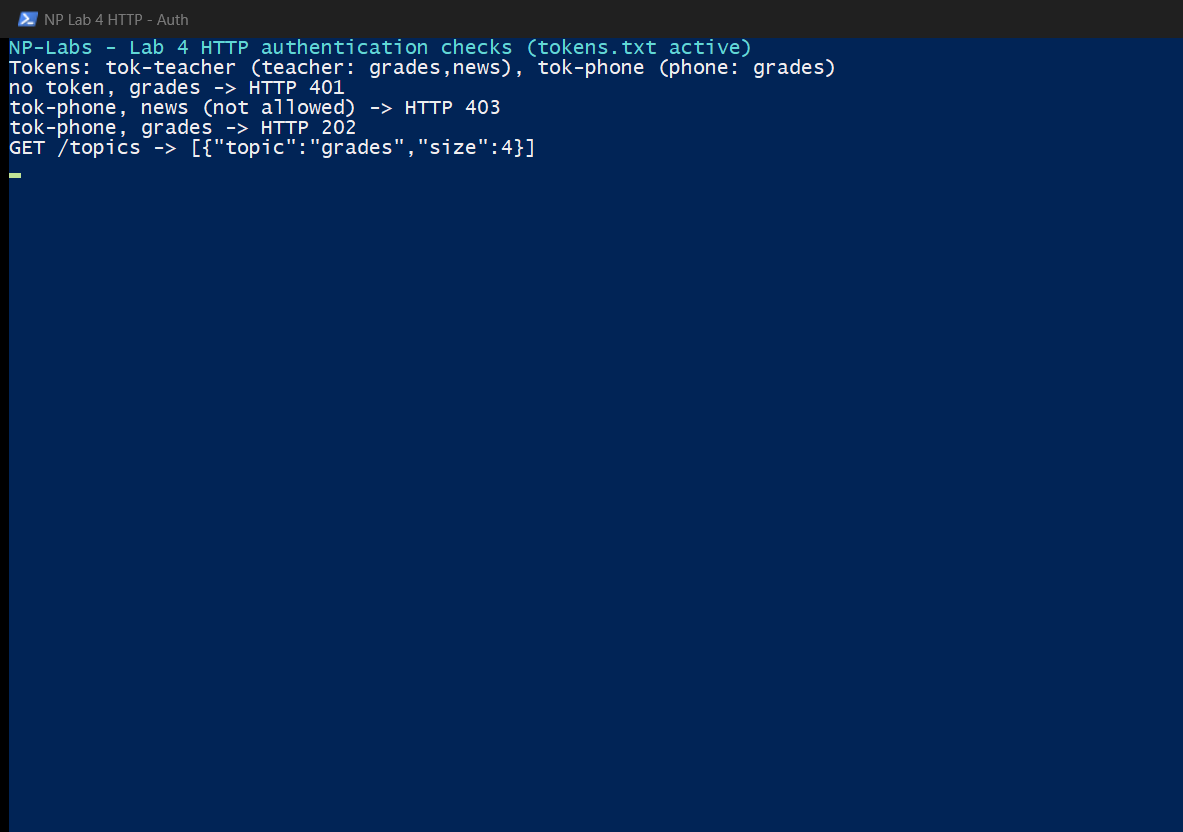 NP Lab 4 HTTP - Auth
NP-Labs - Lab 4 HTTP authentication checks (tokens.txt active)
Tokens: tok-teacher (teacher: grades,news), tok-phone (phone: grades)
no token, grades -> HTTP 401
tok-phone, news (not allowed) -> HTTP 403
tok-phone, grades -> HTTP 202
GET /topics -> [{"topic":"grades","size":4}]